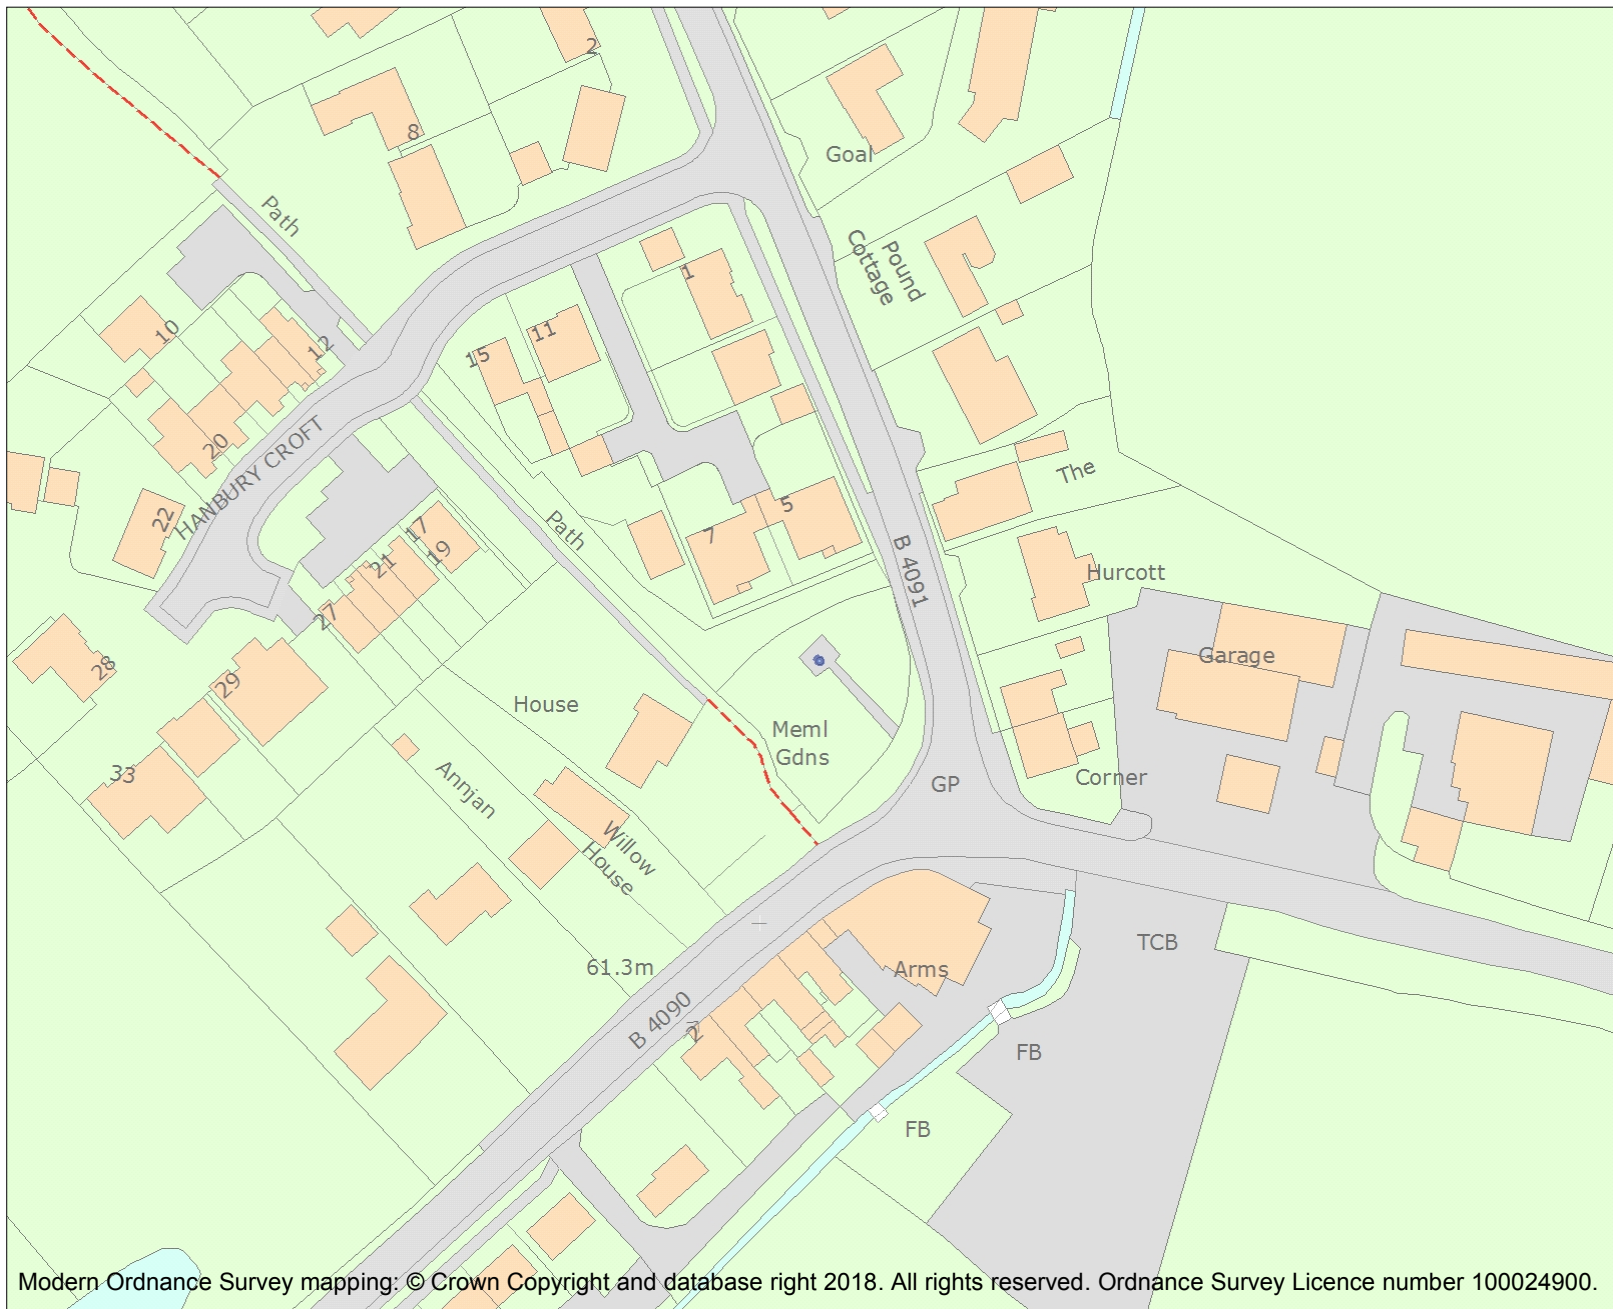 2
8
Goal
Path
Pound
Cottage
1
10
12
11
15
20
HANBURY CROFT
The
22
5
17
Path
7
19
B 4091
21
Hurcott
27
Garage
28
29
House
Meml
Gdns
33
Annjan
GP
Corner
Willow
House
TCB
61.3m
Arms
B 4090
2
FB
FB
Modern Ordnance Survey mapping: © Crown Copyright and database right 2018. All rights reserved. Ordnance Survey Licence number 100024900.